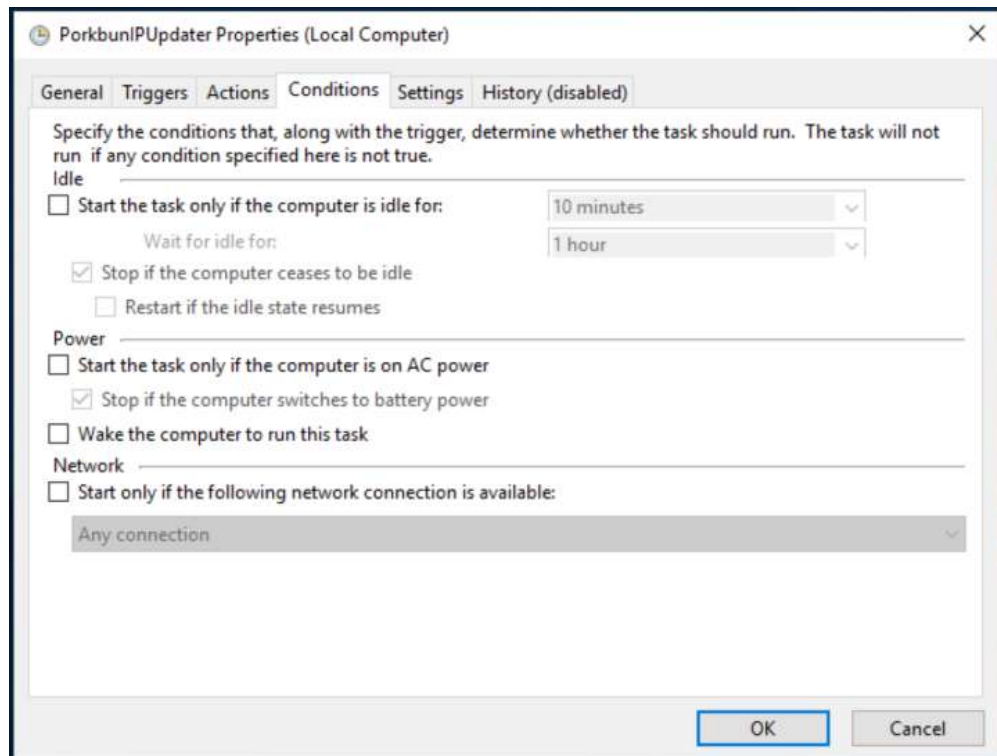 PorkbunIPUpdater Properties (Local Computer)
General Triggers Actions Conditions Settings History (disabled)
Specify the conditions that, along with the trigger, determine whether the task should run. The task will not
run if any condition specified here is not true.
Idle
Start the task only if the computer is idle for: 10 minutes
Wait for idle for: 1 hour
Stop if the computer ceases to be idle
Restart if the idle state resumes
Power
Start the task only if the computer is on AC power
Stop if the computer switches to battery power
Wake the computer to run this task
Network
Start only if the following network connection is available:
Any connection
OK Cancel